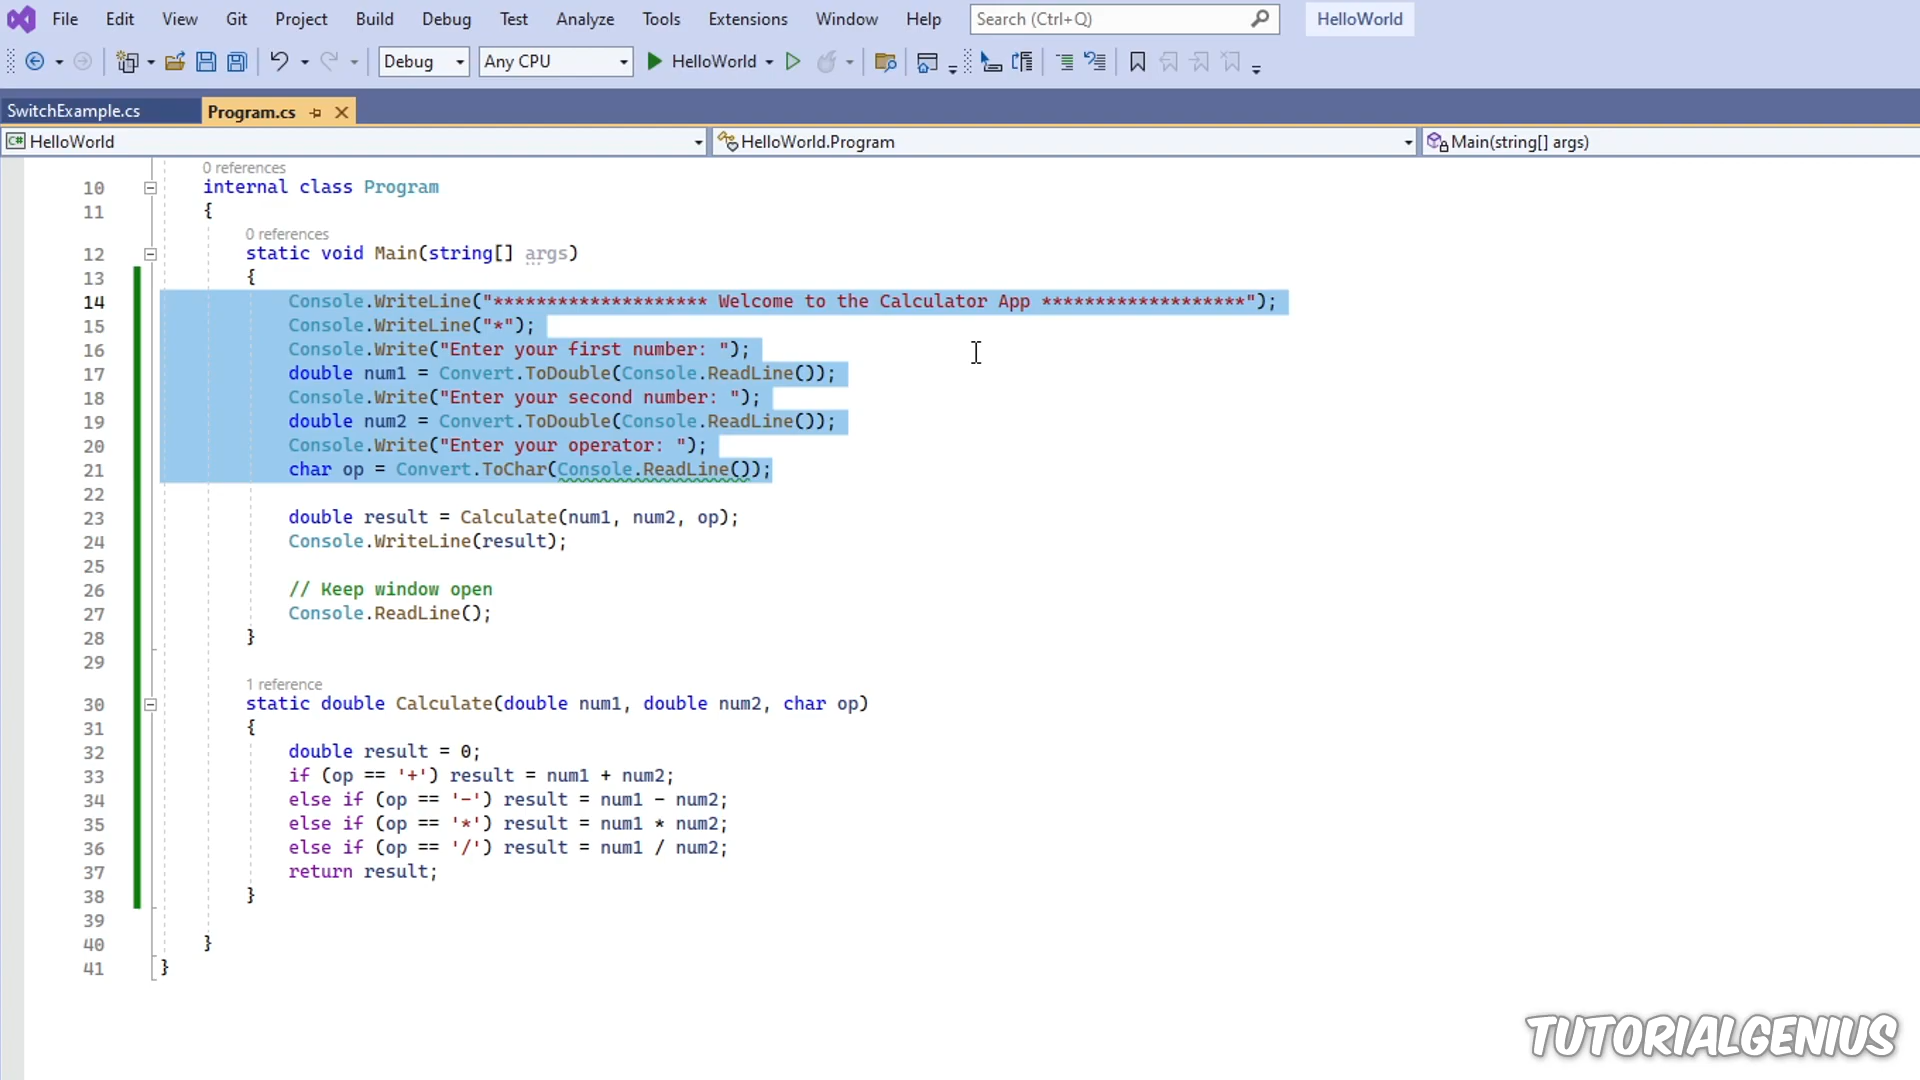 File Edit View Git Project Build Debug Test Analyze Tools Extensions Window Help Search (Ctrl+Q) HelloWorld
Debug Any CPU HelloWorld
SwitchExample.cs Program.cs
C# HelloWorld HelloWorld.Program Main(string[] args)
0 references
10 internal class Program
11 {
0 references
12 static void Main(string[] args)
13 {
14 Console.WriteLine("******************** Welcome to the Calculator App *******************");
15 Console.WriteLine("*");
16 Console.Write("Enter your first number: ");
17 double num1 = Convert.ToDouble(Console.ReadLine());
18 Console.Write("Enter your second number: ");
19 double num2 = Convert.ToDouble(Console.ReadLine());
20 Console.Write("Enter your operator: ");
21 char op = Convert.ToChar(Console.ReadLine());
22
23 double result = Calculate(num1, num2, op);
24 Console.WriteLine(result);
25
26 // Keep window open
27 Console.ReadLine();
28 }
29
1 reference
30 static double Calculate(double num1, double num2, char op)
31 {
32 double result = 0;
33 if (op == '+') result = num1 + num2;
34 else if (op == '-') result = num1 - num2;
35 else if (op == '*') result = num1 * num2;
36 else if (op == '/') result = num1 / num2;
37 return result;
38 }
39
40 }
41 }
TUTORIALGENIUS